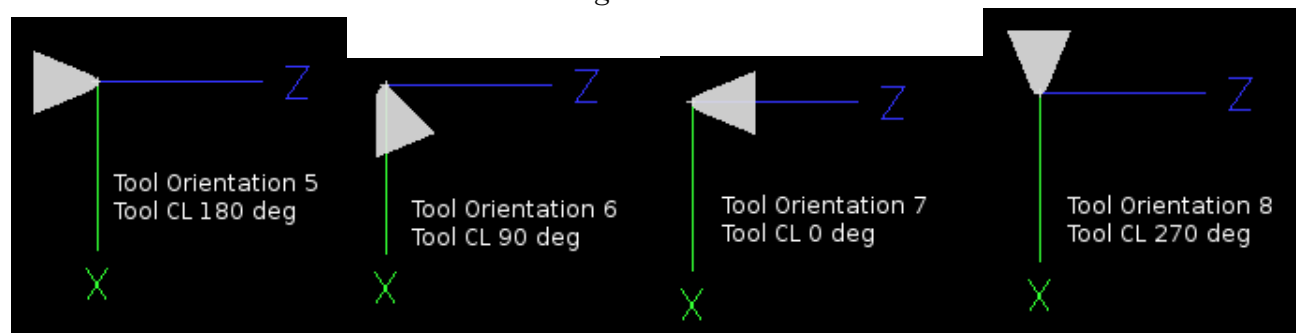 Z
Tool Orientation 5
Tool CL 180 deg
X
Z
Tool Orientation 6
Tool CL 90 deg
X
Z
Tool Orientation 7
Tool CL 0 deg
X
Z
Tool Orientation 8
Tool CL 270 deg
X